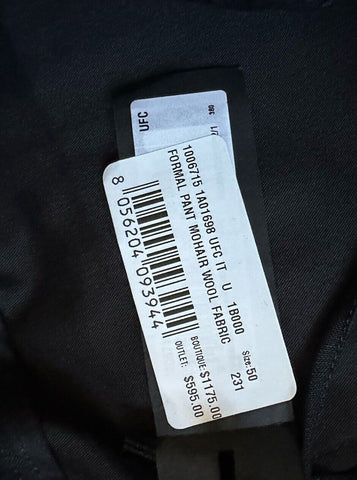 UFC
380
1006715 1A01698 UFC IT U 1B000
FORMAL PANT MOHAIR WOOL FABRIC
Size: 50
231
8 056204 093944
BOUTIQUE: $1175.00
OUTLET: $595.00